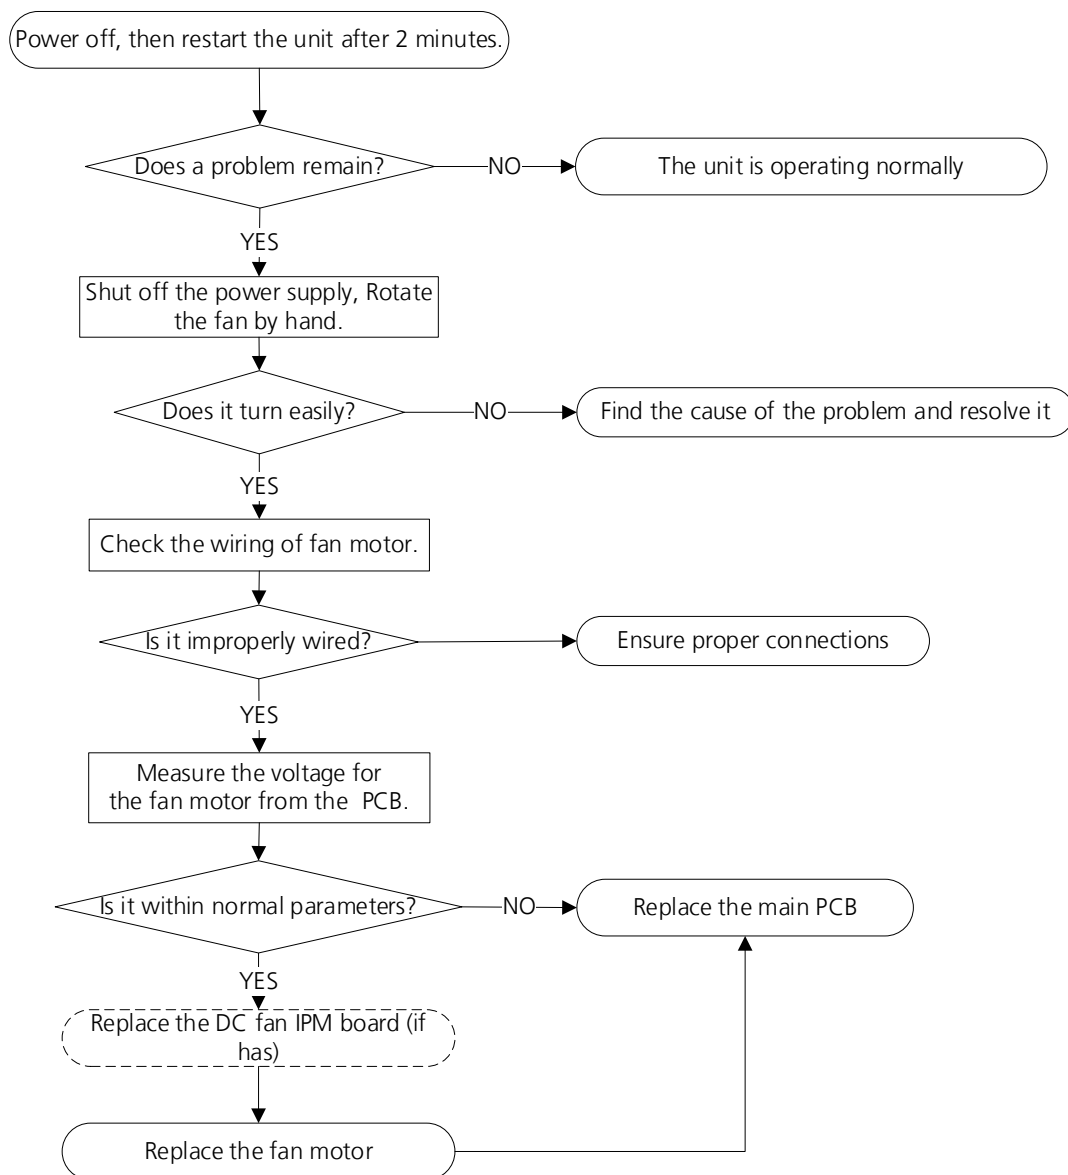 Power off, then restart the unit after 2 minutes.
Does a problem remain?
NO
The unit is operating normally
YES
Shut off the power supply, Rotate
the fan by hand.
Does it turn easily?
NO
Find the cause of the problem and resolve it
YES
Check the wiring of fan motor.
Is it improperly wired?
Ensure proper connections
YES
Measure the voltage for
the fan motor from the PCB.
Is it within normal parameters?
NO
Replace the main PCB
YES
Replace the DC fan IPM board (if
has)
Replace the fan motor